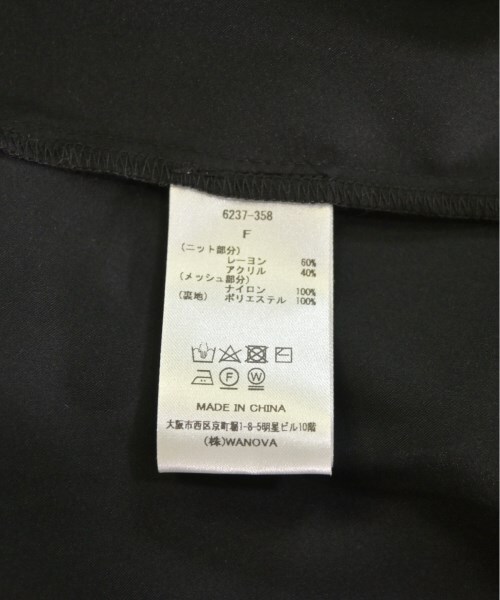 6237-358
F
(ニット部分)
レーヨン 60%
アクリル 40%
(メッシュ部分)
ナイロン 100%
(裏地) ポリエステル 100%
MADE IN CHINA
大阪市西区京町堀1-8-5明星ビル10階
(株)WANOVA